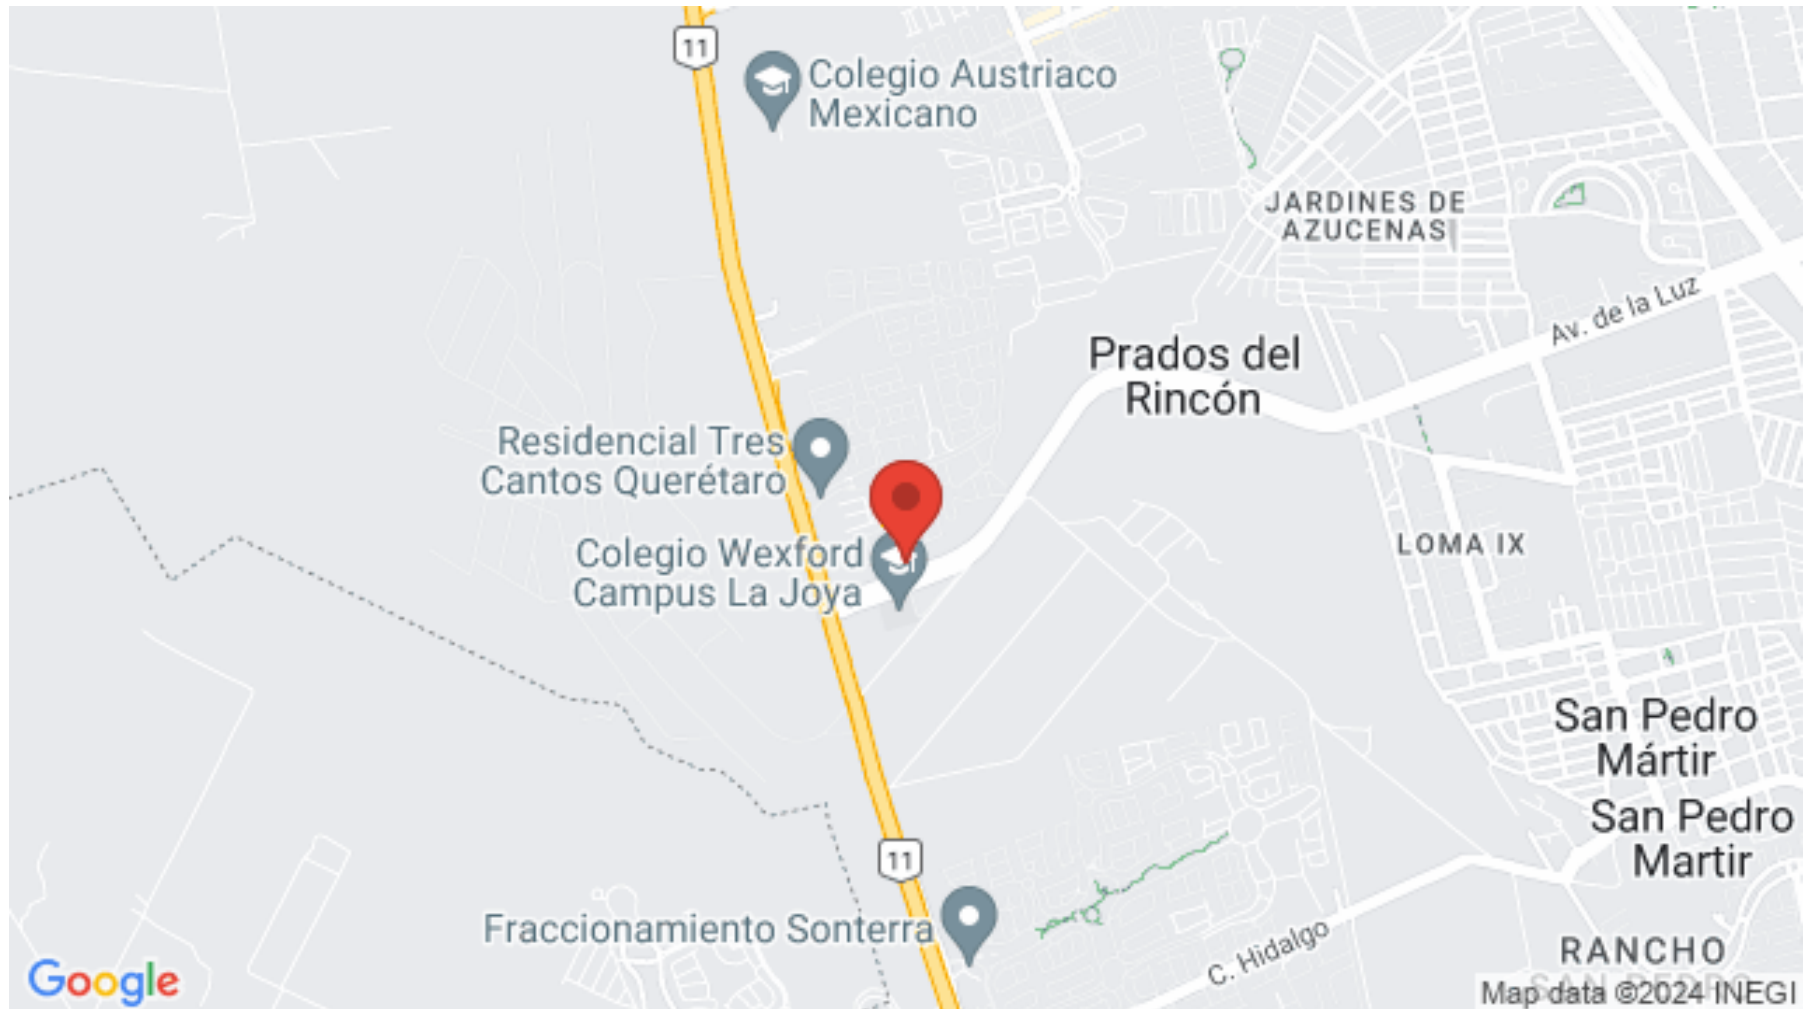 11
Colegio Austriaco
Mexicano
JARDINES DE
AZUCENAS
Av. de la Luz
Prados del
Rincón
Residencial Tres
Cantos Querétaro
Colegio Wexford
Campus La Joya
LOMA IX
San Pedro
Mártir
San Pedro
Martir
11
Fraccionamiento Sonterra
C. Hidalgo
RANCHO
SAN PEDRO
Google
Map data ©2024 INEGI